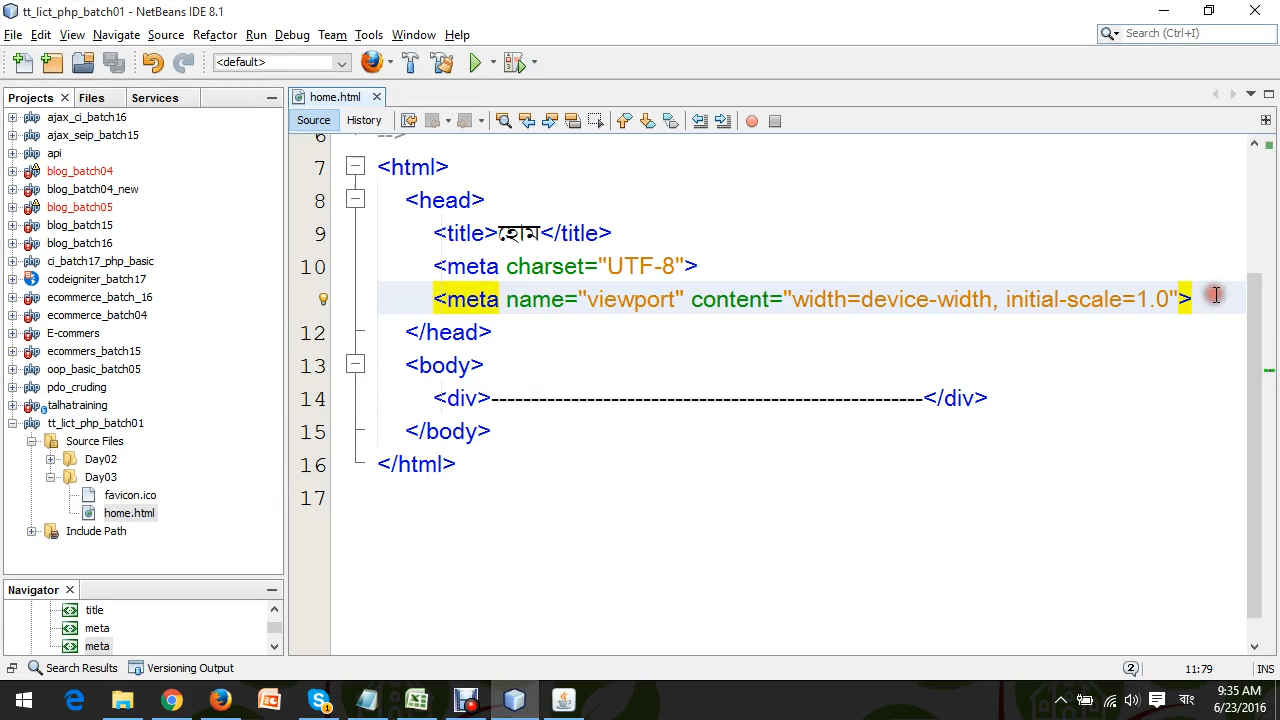 tt_lict_php_batch01 - NetBeans IDE 8.1
File Edit View Navigate Source Refactor Run Debug Team Tools Window Help
Search (Ctrl+I)
<default>
Projects Files Services
home.html
Source History
ajax_ci_batch16
ajax_seip_batch15
api
blog_batch04
blog_batch04_new
blog_batch05
blog_batch15
blog_batch16
ci_batch17_php_basic
codeigniter_batch17
ecommerce_batch_16
ecommerce_batch04
E-commers
ecommers_batch15
oop_basic_batch05
pdo_cruding
talhatraining
tt_lict_php_batch01
Source Files
Day02
Day03
favicon.ico
home.html
Include Path
Navigator
title
meta
meta
6 -->
7 <html>
8 <head>
9 <title>হোম</title>
10 <meta charset="UTF-8">
<meta name="viewport" content="width=device-width, initial-scale=1.0">
12 </head>
13 <body>
14 <div>------------------------------------------------------</div>
15 </body>
16 </html>
17
Search Results Versioning Output
2 11:79 INS
বাং
9:35 AM
6/23/2016